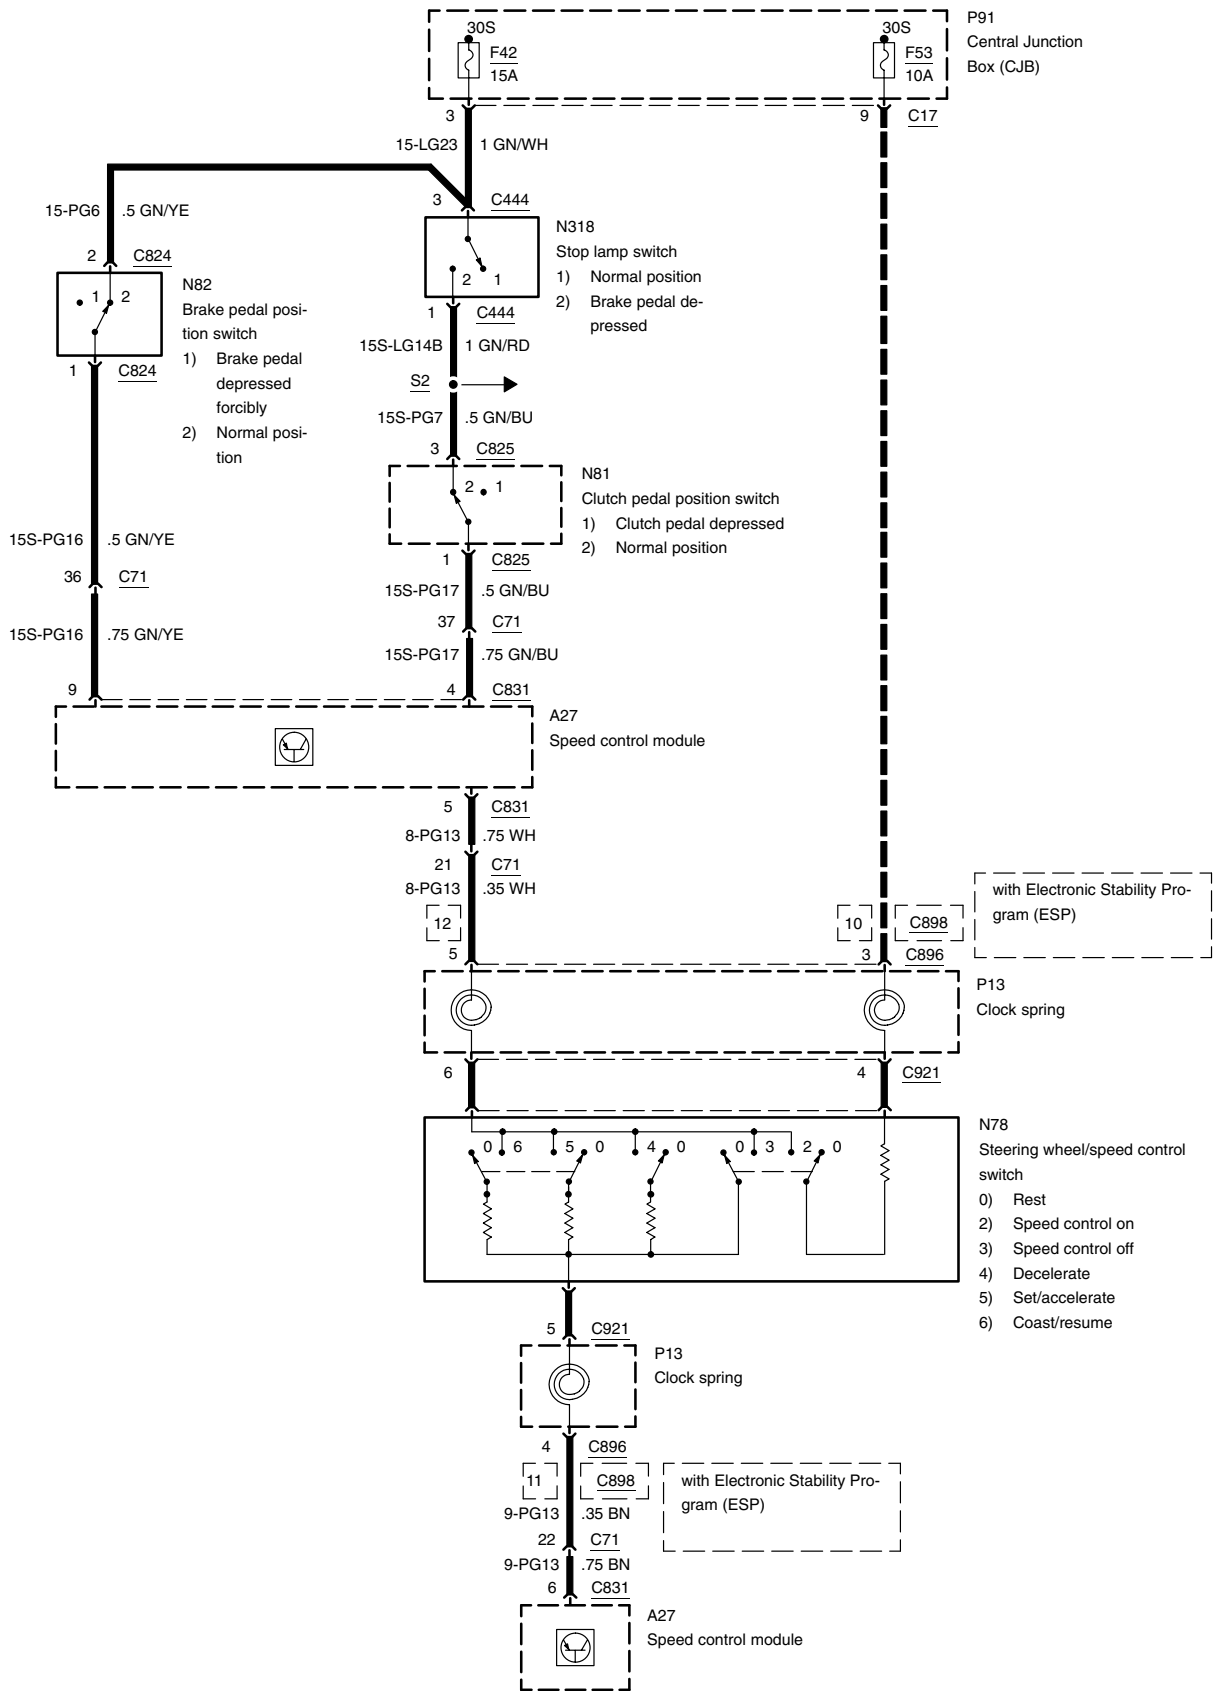 P91
30S
30S
Central Junction
F42
F53
Box (CJB)
15A
10A
3
9
C17
15-LG23
1 GN/WH
3
C444
15-PG6
.5 GN/YE
N318
Stop lamp switch
2
C824
1) Normal position
2
1
2) Brake pedal de-
pressed
N82
1
2
Brake pedal posi-
tion switch
1
C444
1) Brake pedal
depressed
forcibly
2) Normal posi-
tion
15S-LG14B
1 GN/RD
1
C824
S2
15S-PG7
.5 GN/BU
3
C825
N81
2
1
Clutch pedal position switch
1) Clutch pedal depressed
2) Normal position
15S-PG16
.5 GN/YE
1
C825
36
C71
15S-PG17
.5 GN/BU
37
C71
15S-PG16
.75 GN/YE
15S-PG17
.75 GN/BU
9
4
C831
A27
Speed control module
5
C831
8-PG13
.75 WH
21
C71
8-PG13
.35 WH
with Electronic Stability Pro-
gram (ESP)
12
10
C898
5
3
C896
P13
Clock spring
6
4
C921
N78
Steering wheel/speed control
switch
0) Rest
2) Speed control on
3) Speed control off
4) Decelerate
5) Set/accelerate
6) Coast/resume
0
6
5
0
4
0
0
3
2
0
5
C921
P13
Clock spring
4
C896
11
C898
with Electronic Stability Pro-
gram (ESP)
9-PG13
.35 BN
22
C71
9-PG13
.75 BN
6
C831
A27
Speed control module